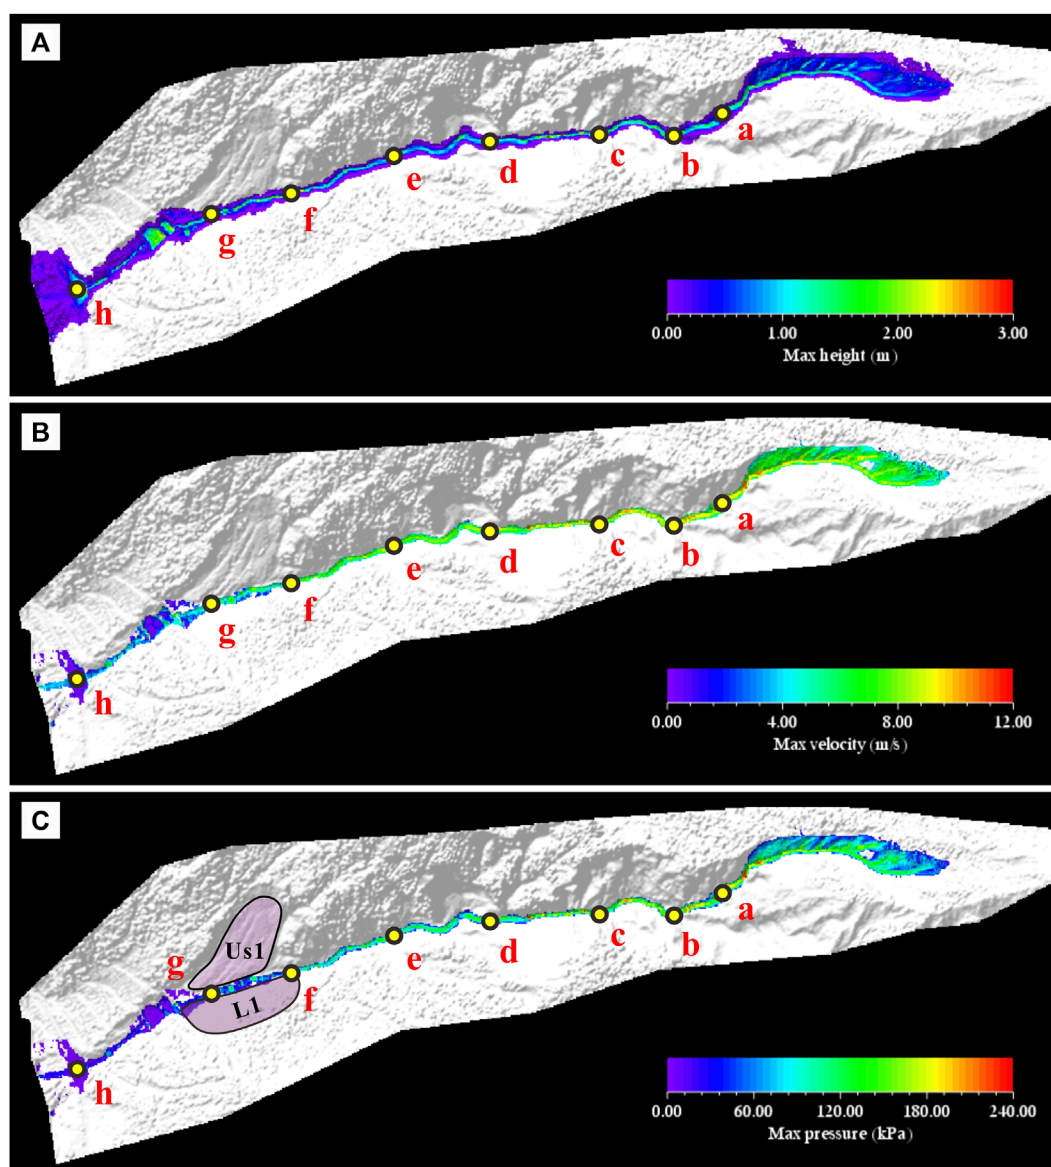 A
a
b
c
d
e
f
g
h
0.00 1.00 2.00 3.00
Max height (m)
B
a
b
c
d
e
f
g
h
0.00 4.00 8.00 12.00
Max velocity (m/s)
C
a
b
c
d
e
Us1
g
L1
f
h
0.00 60.00 120.00 180.00 240.00
Max pressure (kPa)